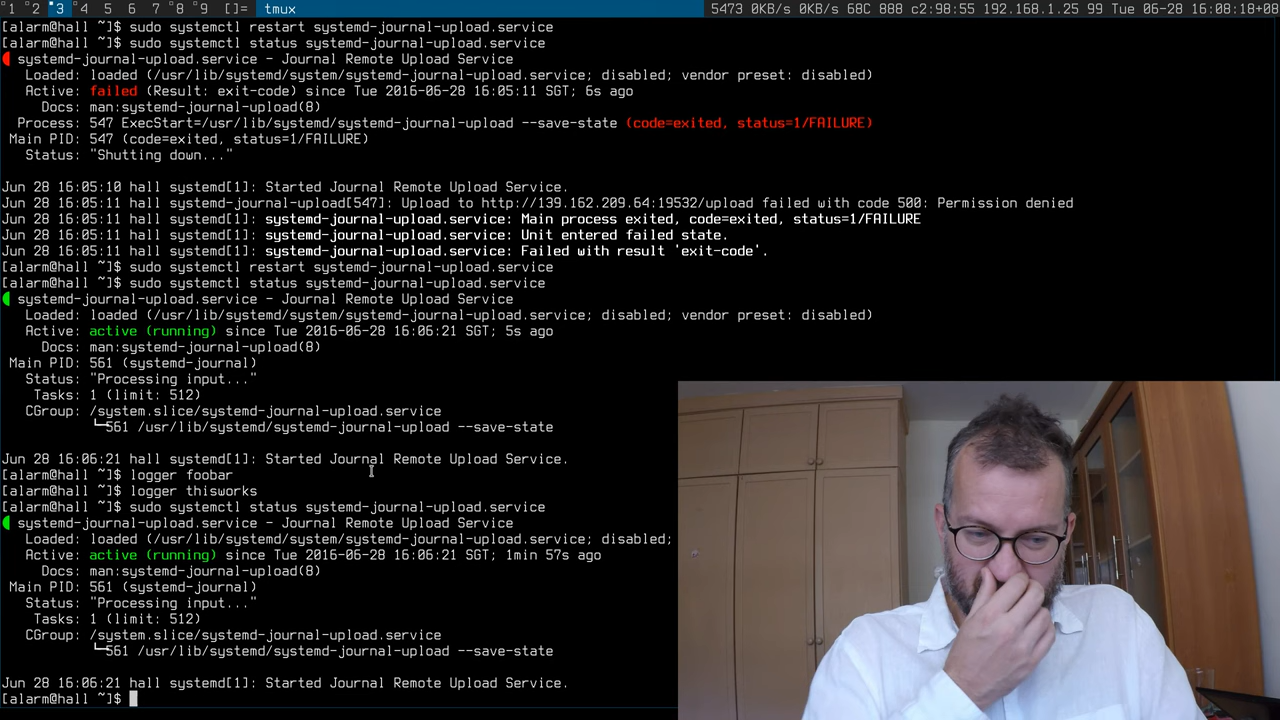 1 2 3 4 5 6 7 8 9 []= tmux 5473 0KB/s 0KB/s 68C 888 c2:98:55 192.168.1.25 99 Tue 06-28 16:08:18+08
[alarm@hall ~]$ sudo systemctl restart systemd-journal-upload.service
[alarm@hall ~]$ sudo systemctl status systemd-journal-upload.service
systemd-journal-upload.service - Journal Remote Upload Service
Loaded: loaded (/usr/lib/systemd/system/systemd-journal-upload.service; disabled; vendor preset: disabled)
Active: failed (Result: exit-code) since Tue 2016-06-28 16:05:11 SGT; 6s ago
Docs: man:systemd-journal-upload(8)
Process: 547 ExecStart=/usr/lib/systemd/systemd-journal-upload --save-state (code=exited, status=1/FAILURE)
Main PID: 547 (code=exited, status=1/FAILURE)
Status: "Shutting down..."
Jun 28 16:05:10 hall systemd[1]: Started Journal Remote Upload Service.
Jun 28 16:05:11 hall systemd-journal-upload[547]: Upload to http://139.162.209.64:19532/upload failed with code 500: Permission denied
Jun 28 16:05:11 hall systemd[1]: systemd-journal-upload.service: Main process exited, code=exited, status=1/FAILURE
Jun 28 16:05:11 hall systemd[1]: systemd-journal-upload.service: Unit entered failed state.
Jun 28 16:05:11 hall systemd[1]: systemd-journal-upload.service: Failed with result 'exit-code'.
[alarm@hall ~]$ sudo systemctl restart systemd-journal-upload.service
[alarm@hall ~]$ sudo systemctl status systemd-journal-upload.service
systemd-journal-upload.service - Journal Remote Upload Service
Loaded: loaded (/usr/lib/systemd/system/systemd-journal-upload.service; disabled; vendor preset: disabled)
Active: active (running) since Tue 2016-06-28 16:06:21 SGT; 5s ago
Docs: man:systemd-journal-upload(8)
Main PID: 561 (systemd-journal)
Status: "Processing input..."
Tasks: 1 (limit: 512)
CGroup: /system.slice/systemd-journal-upload.service
└─561 /usr/lib/systemd/systemd-journal-upload --save-state
Jun 28 16:06:21 hall systemd[1]: Started Journal Remote Upload Service.
[alarm@hall ~]$ logger foobar
[alarm@hall ~]$ logger thisworks
[alarm@hall ~]$ sudo systemctl status systemd-journal-upload.service
systemd-journal-upload.service - Journal Remote Upload Service
Loaded: loaded (/usr/lib/systemd/system/systemd-journal-upload.service; disabled;
Active: active (running) since Tue 2016-06-28 16:06:21 SGT; 1min 57s ago
Docs: man:systemd-journal-upload(8)
Main PID: 561 (systemd-journal)
Status: "Processing input..."
Tasks: 1 (limit: 512)
CGroup: /system.slice/systemd-journal-upload.service
└─561 /usr/lib/systemd/systemd-journal-upload --save-state
Jun 28 16:06:21 hall systemd[1]: Started Journal Remote Upload Service.
[alarm@hall ~]$